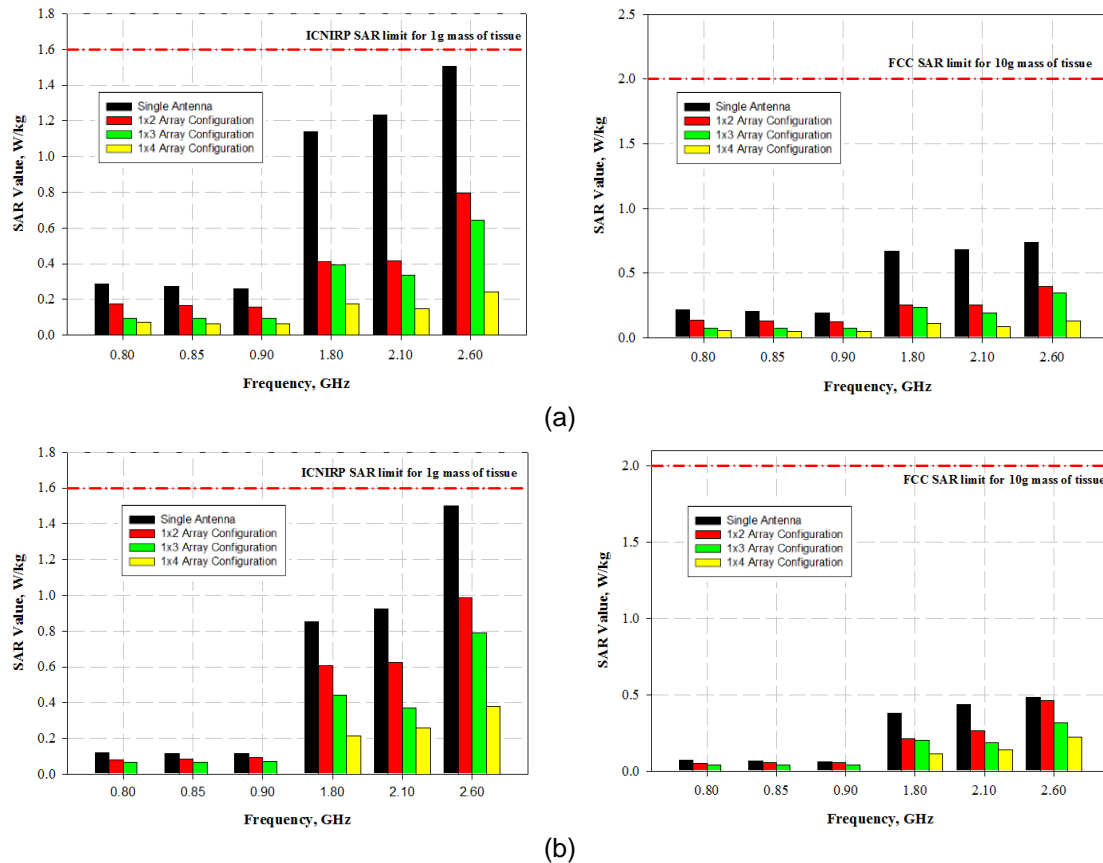 1.8
ICNIRP SAR limit for 1g mass of tissue
1.6
1.4
1.2
1.0
0.8
0.6
0.4
0.2
0.0
SAR Value, W/kg
Single Antenna
1x2 Array Configuration
1x3 Array Configuration
1x4 Array Configuration
0.80 0.85 0.90 1.80 2.10 2.60
Frequency, GHz
2.5
FCC SAR limit for 10g mass of tissue
2.0
1.5
1.0
0.5
0.0
SAR Value, W/kg
Single Antenna
1x2 Array Configuration
1x3 Array Configuration
1x4 Array Configuration
0.80 0.85 0.90 1.80 2.10 2.60
Frequency, GHz
(a)
1.8
ICNIRP SAR limit for 1g mass of tissue
1.6
1.4
1.2
1.0
0.8
0.6
0.4
0.2
0.0
SAR Value, W/kg
Single Antenna
1x2 Array Configuration
1x3 Array Configuration
1x4 Array Configuration
0.80 0.85 0.90 1.80 2.10 2.60
Frequency, GHz
2.0
FCC SAR limit for 10g mass of tissue
1.5
1.0
0.5
0.0
SAR Value, W/kg
Single Antenna
1x2 Array Configuration
1x3 Array Configuration
1x4 Array Configuration
0.80 0.85 0.90 1.80 2.10 2.60
Frequency, GHz
(b)